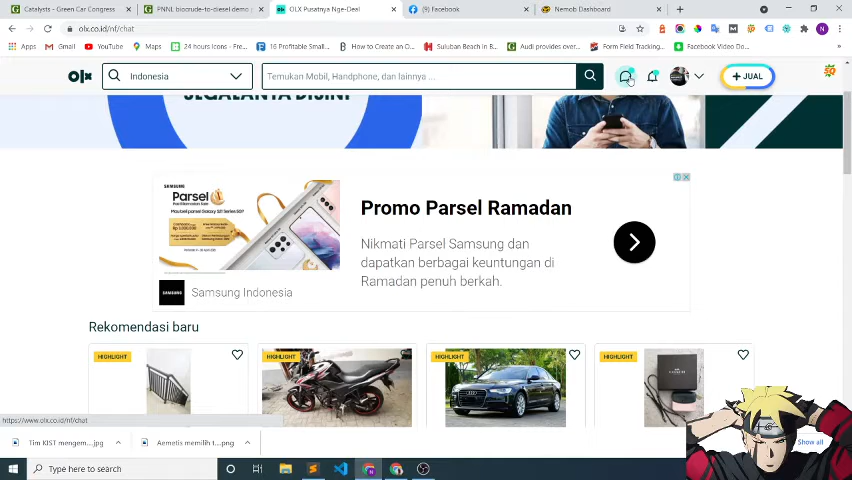 Catalysts - Green Car Congress
PNNL biocrude-to-diesel demo
OLX Pusatnya Nge-Deal
(9) Facebook
Nemob Dashboard
olx.co.id/nf/chat
Apps
Gmail
YouTube
Maps
24 hours Icons - Fr...
16 Profitable Small...
How to Create an O...
Suluban Beach in B...
Audi provides over...
Form Field Tracking...
Facebook Video Do...
olx
Indonesia
Temukan Mobil, Handphone, dan lainnya ...
+ JUAL
SEGALANYA DISINI
SAMSUNG
Parsel
Promo Parsel Ramadan
Nikmati Parsel Samsung dan
dapatkan berbagai keuntungan di
Ramadan penuh berkah.
SAMSUNG
Samsung Indonesia
Rekomendasi baru
HIGHLIGHT
HIGHLIGHT
HIGHLIGHT
HIGHLIGHT
https://www.olx.co.id/nf/chat
Tim KIST mengem....jpg
Aemetis memilih t....png
Show all
Type here to search